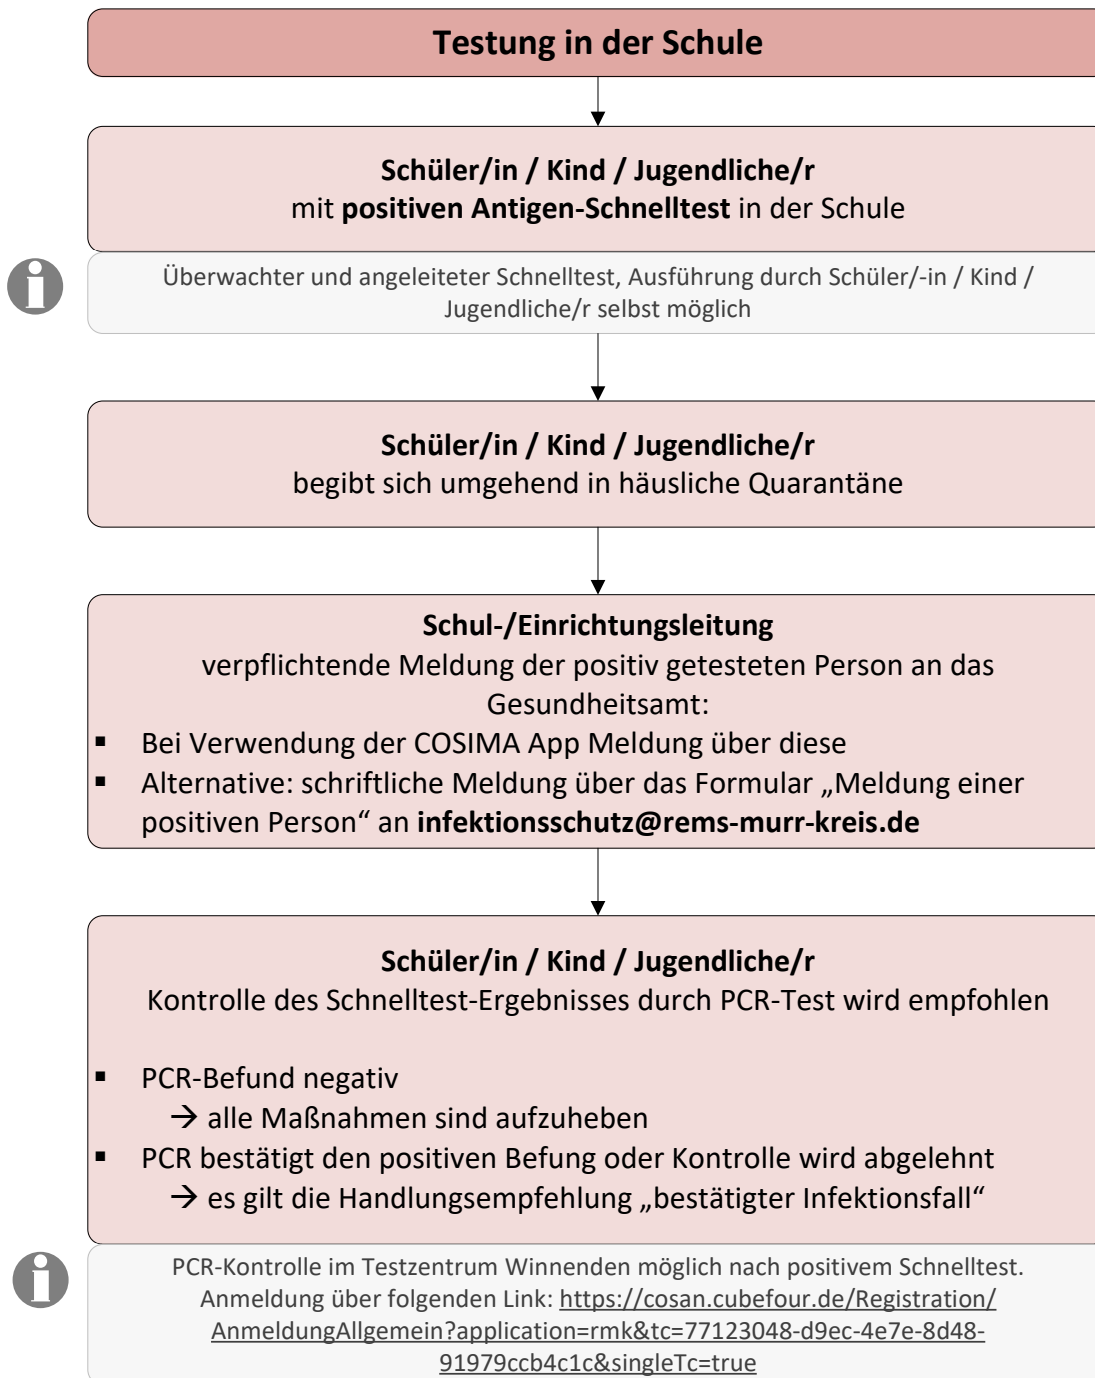 Testung in der Schule
Schüler/in / Kind / Jugendliche/r
mit positiven Antigen-Schnelltest in der Schule
Überwachter und angeleiteter Schnelltest, Ausführung durch Schüler/-in / Kind /
Jugendliche/r selbst möglich
Schüler/in / Kind / Jugendliche/r
begibt sich umgehend in häusliche Quarantäne
Schul-/Einrichtungsleitung
verpflichtende Meldung der positiv getesteten Person an das
Gesundheitsamt:
▪ Bei Verwendung der COSIMA App Meldung über diese
▪ Alternative: schriftliche Meldung über das Formular „Meldung einer
positiven Person“ an infektionsschutz@rems-murr-kreis.de
Schüler/in / Kind / Jugendliche/r
Kontrolle des Schnelltest-Ergebnisses durch PCR-Test wird empfohlen
▪ PCR-Befund negativ
→ alle Maßnahmen sind aufzuheben
▪ PCR bestätigt den positiven Befung oder Kontrolle wird abgelehnt
→ es gilt die Handlungsempfehlung „bestätigter Infektionsfall“
PCR-Kontrolle im Testzentrum Winnenden möglich nach positivem Schnelltest.
Anmeldung über folgenden Link: https://cosan.cubefour.de/Registration/
AnmeldungAllgemein?application=rmk&tc=77123048-d9ec-4e7e-8d48-
91979ccb4c1c&singleTc=true